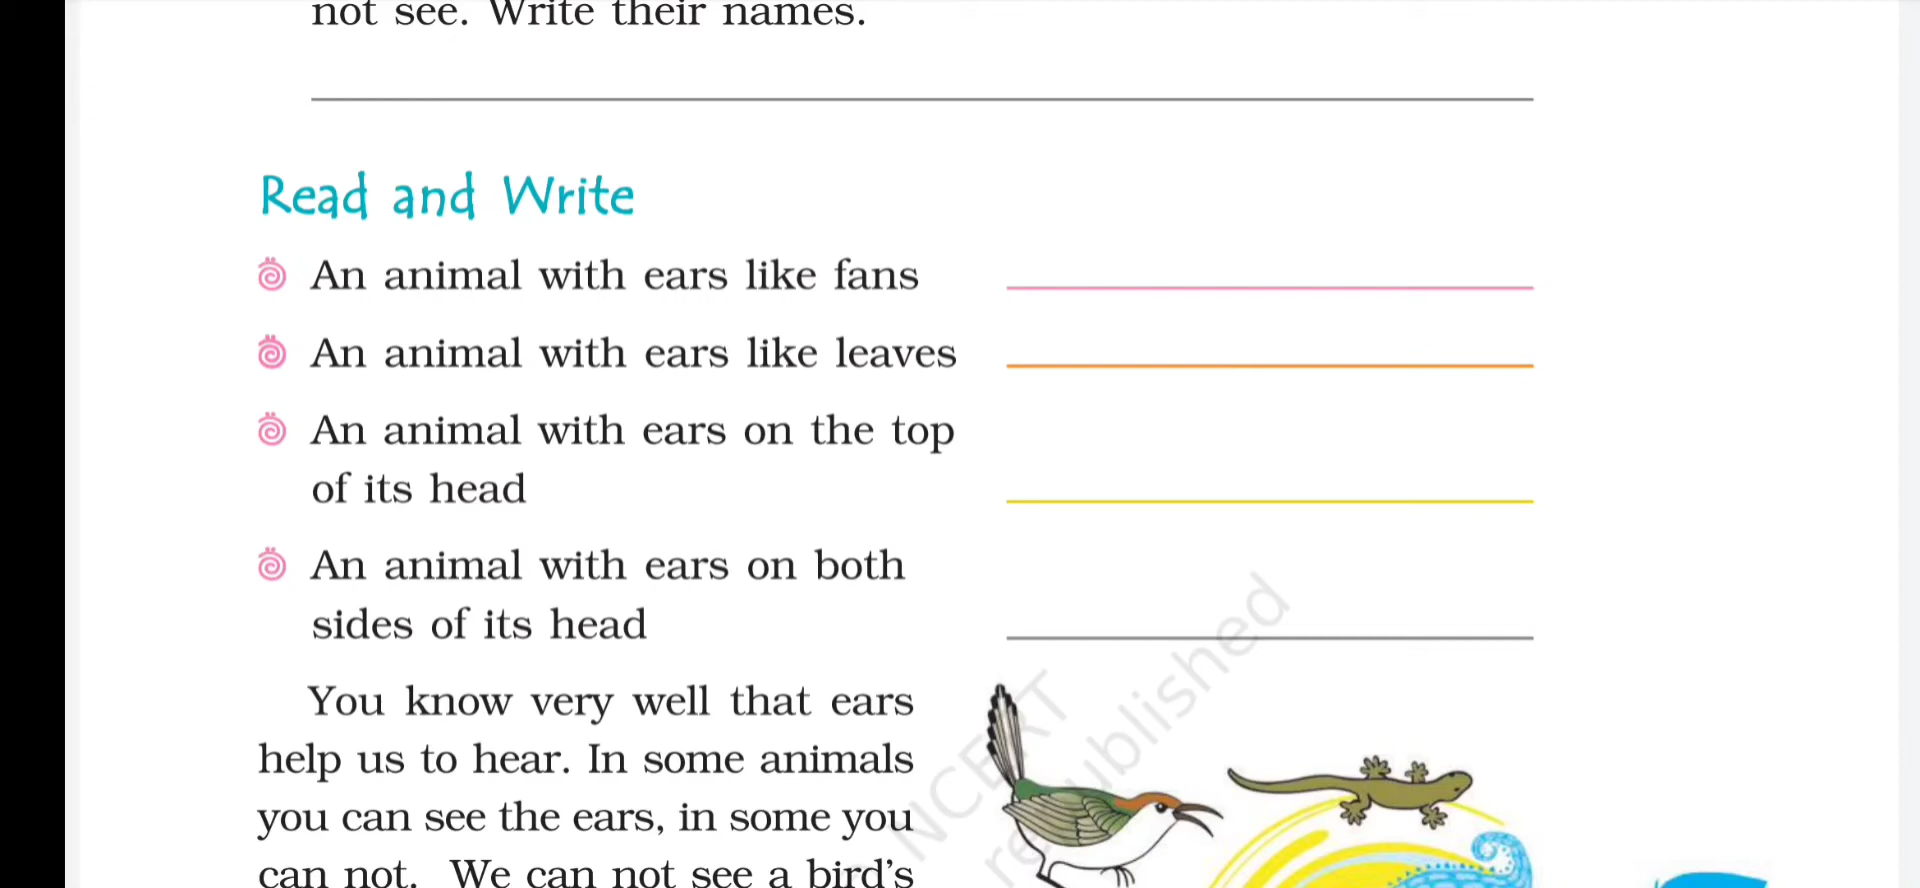 not see. Write their names.
Read and Write
An animal with ears like fans
An animal with ears like leaves
An animal with ears on the top
of its head
An animal with ears on both
sides of its head
You know very well that ears
help us to hear. In some animals
you can see the ears, in some you
can not. We can not see a bird's
NCERT
republished